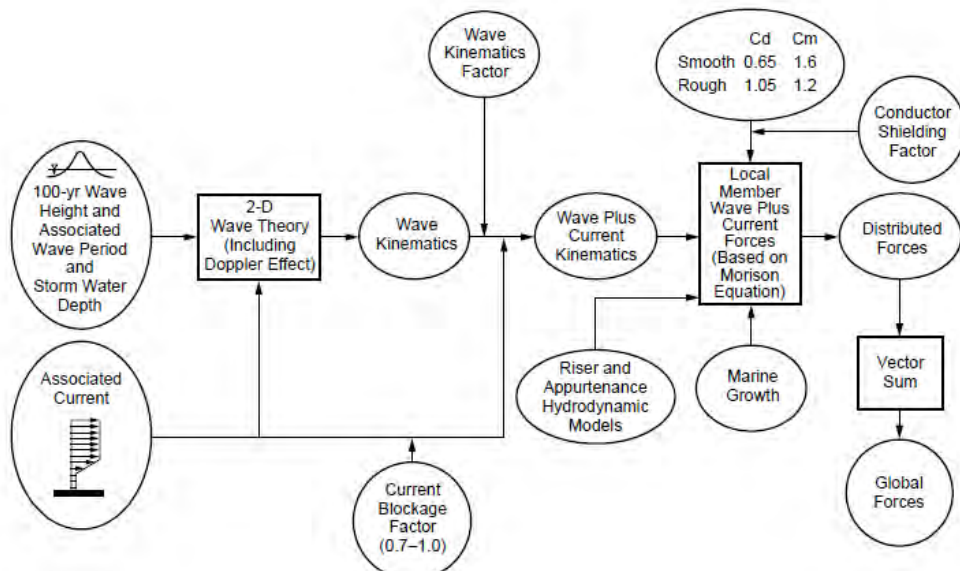 Wave
Kinematics
Factor
Cd Cm
Smooth 0.65 1.6
Rough 1.05 1.2
Conductor
Shielding
Factor
100-yr Wave
Height and
Associated
Wave Period
and
Storm Water
Depth
2-D
Wave Theory
(Including
Doppler Effect)
Wave
Kinematics
Wave Plus
Current
Kinematics
Local
Member
Wave Plus
Current
Forces
(Based on
Morison
Equation)
Distributed
Forces
Associated
Current
Riser and
Appurtenance
Hydrodynamic
Models
Marine
Growth
Vector
Sum
Current
Blockage
Factor
(0.7–1.0)
Global
Forces